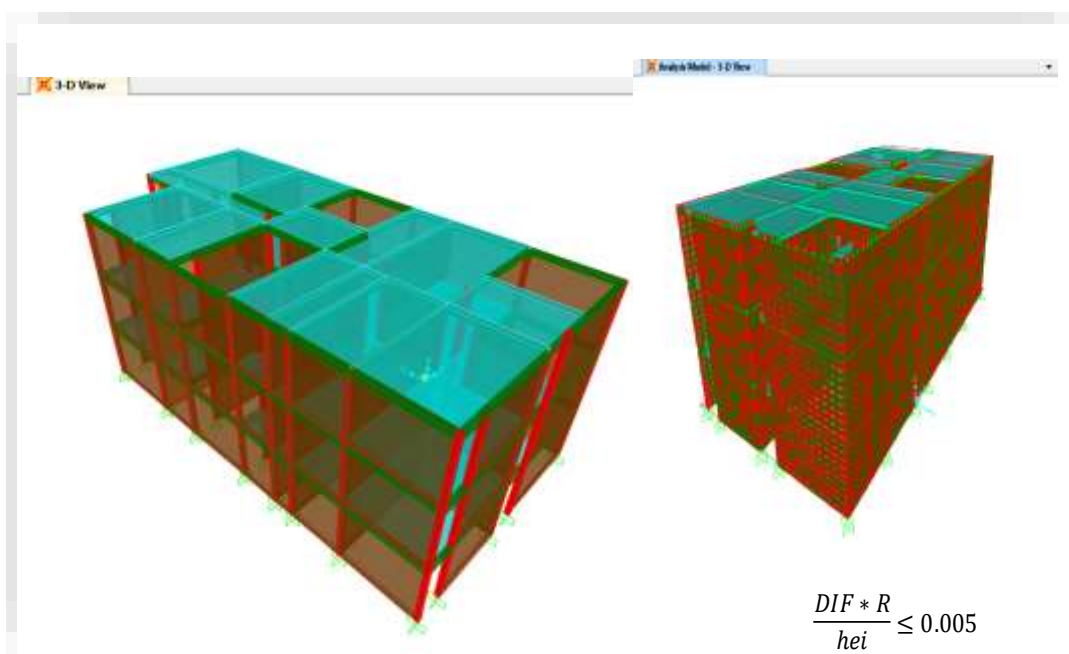 3-D View
Analysis Model - 3-D View
DIF * R
hei
≤ 0.005